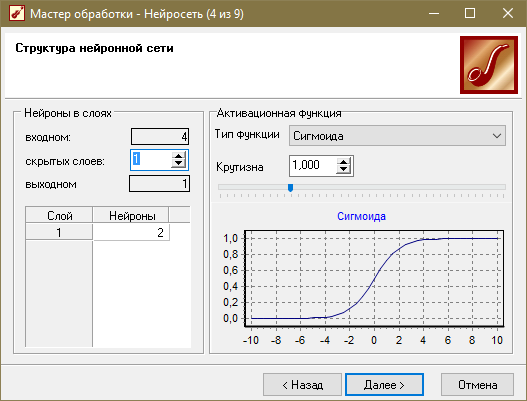 Мастер обработки - Нейросеть (4 из 9)
Структура нейронной сети
Нейроны в слоях
входном: 4
скрытых слоев: 1
выходном 1
Слой Нейроны
1 2
Активационная функция
Тип функции Сигмоида
Крутизна 1,000
Сигмоида
1,0
0,8
0,6
0,4
0,2
0,0
-10 -8 -6 -4 -2 0 2 4 6 8 10
< Назад Далее > Отмена